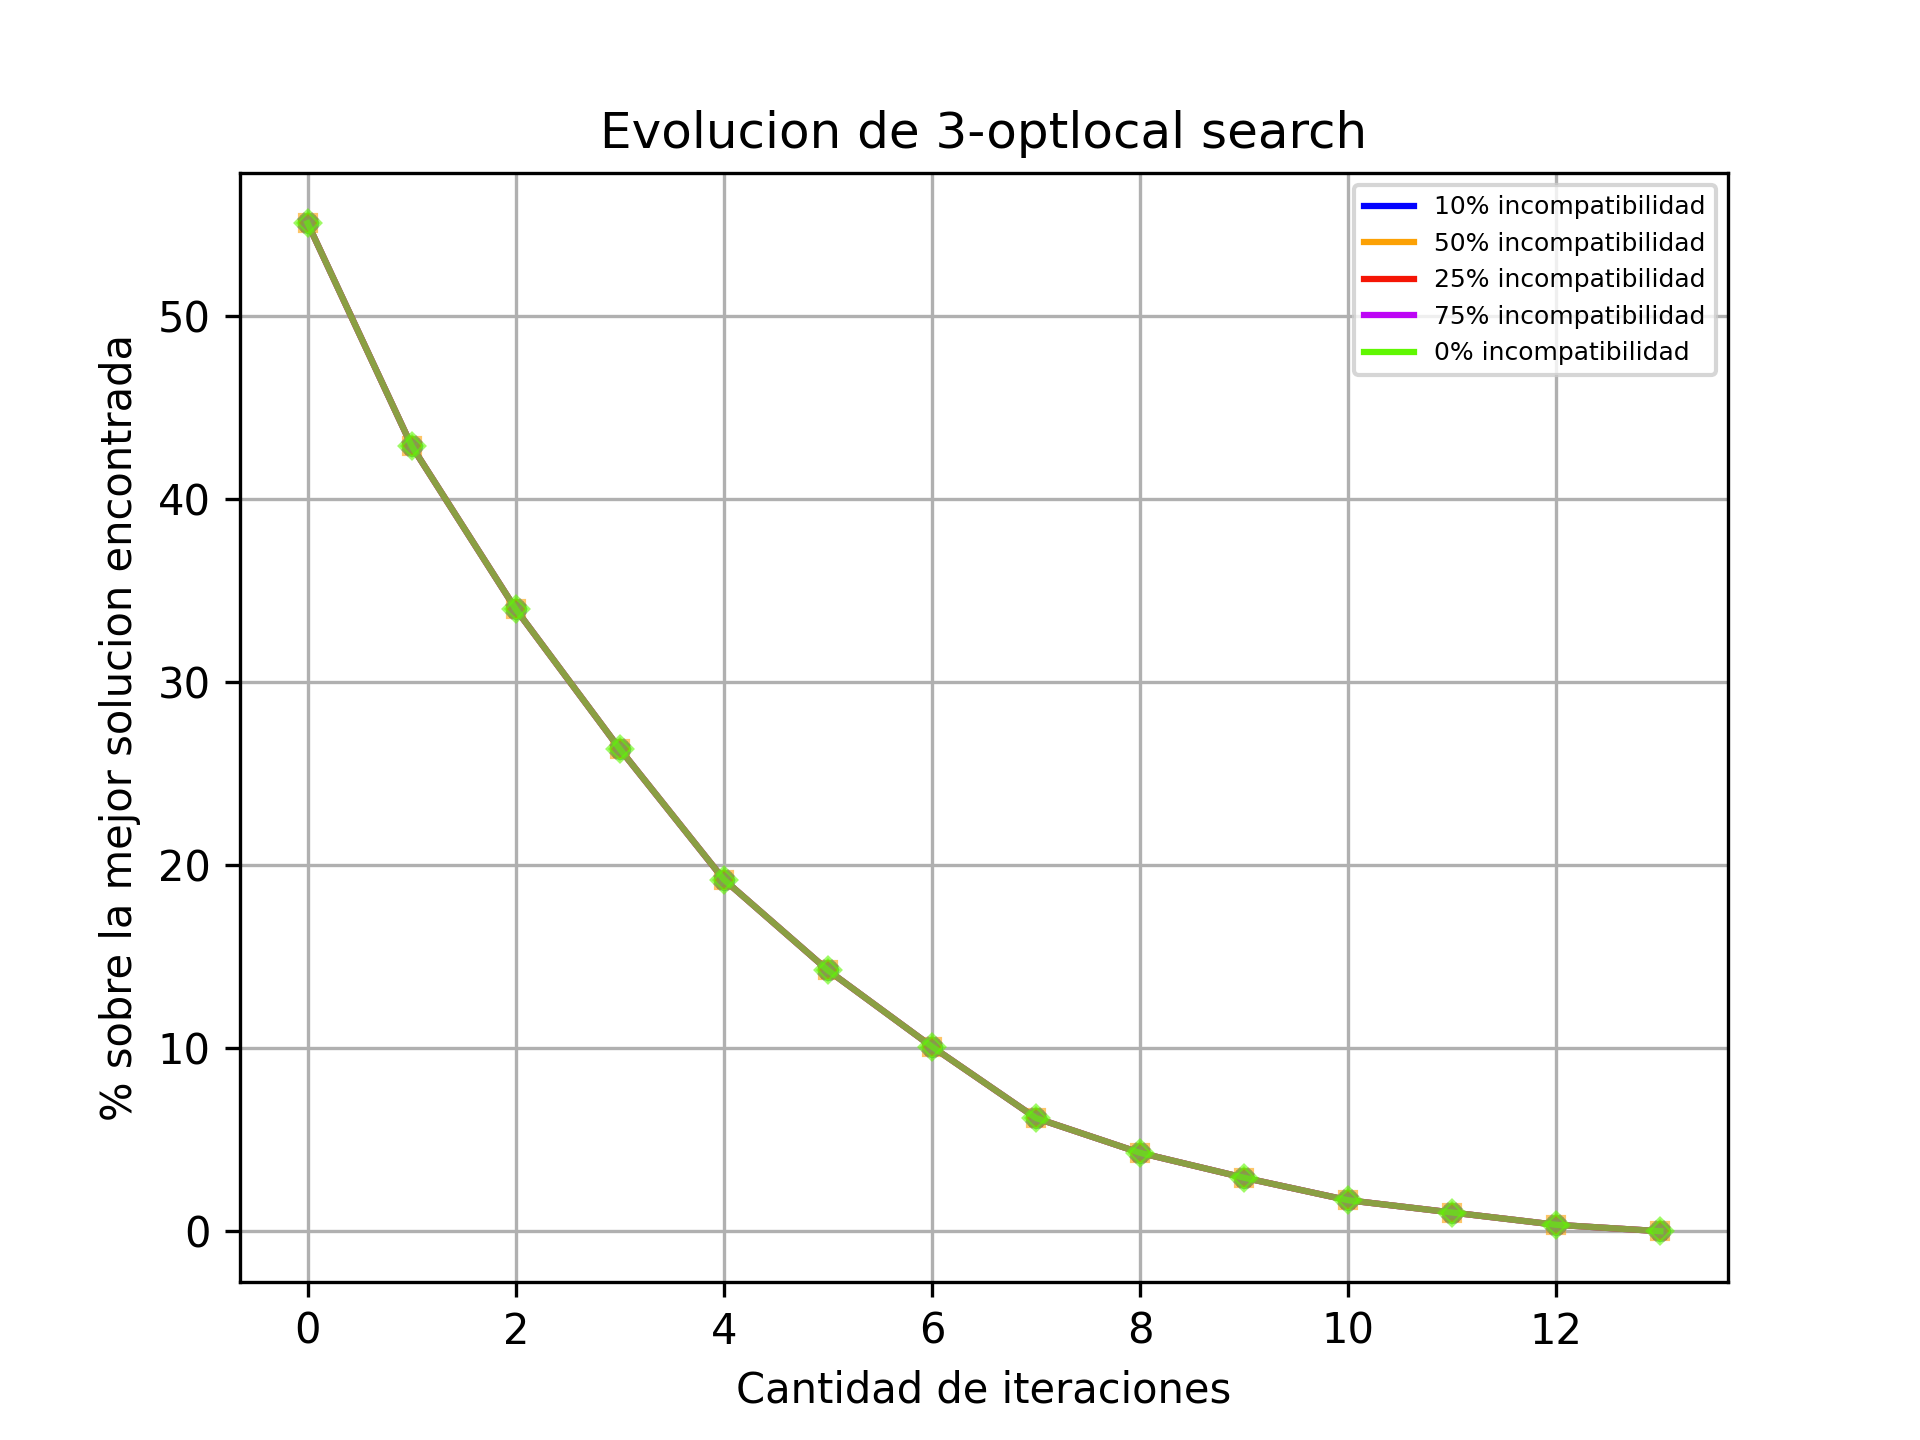 Evolucion de 3-optlocal search
10% incompatibilidad
50% incompatibilidad
25% incompatibilidad
75% incompatibilidad
0% incompatibilidad
% sobre la mejor solucion encontrada
50
40
30
20
10
0
0 2 4 6 8 10 12
Cantidad de iteraciones